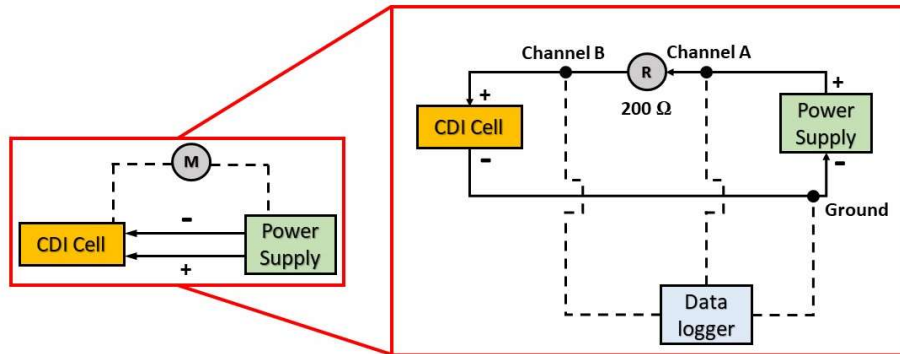 M
-
CDI Cell
Power
Supply
+
Channel B
Channel A
R
200 Ω
+
CDI Cell
-
+
Power
Supply
-
Ground
Data
logger